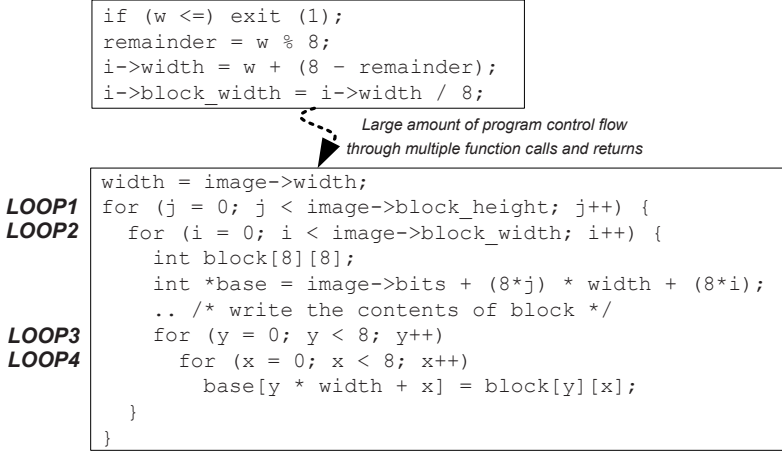 if (w <=) exit (1);
remainder = w % 8;
i->width = w + (8 – remainder);
i->block_width = i->width / 8;
Large amount of program control flow
through multiple function calls and returns
width = image->width;
LOOP1 for (j = 0; j < image->block_height; j++) {
LOOP2 for (i = 0; i < image->block_width; i++) {
int block[8][8];
int *base = image->bits + (8*j) * width + (8*i);
.. /* write the contents of block */
LOOP3 for (y = 0; y < 8; y++)
LOOP4 for (x = 0; x < 8; x++)
base[y * width + x] = block[y][x];
}
}